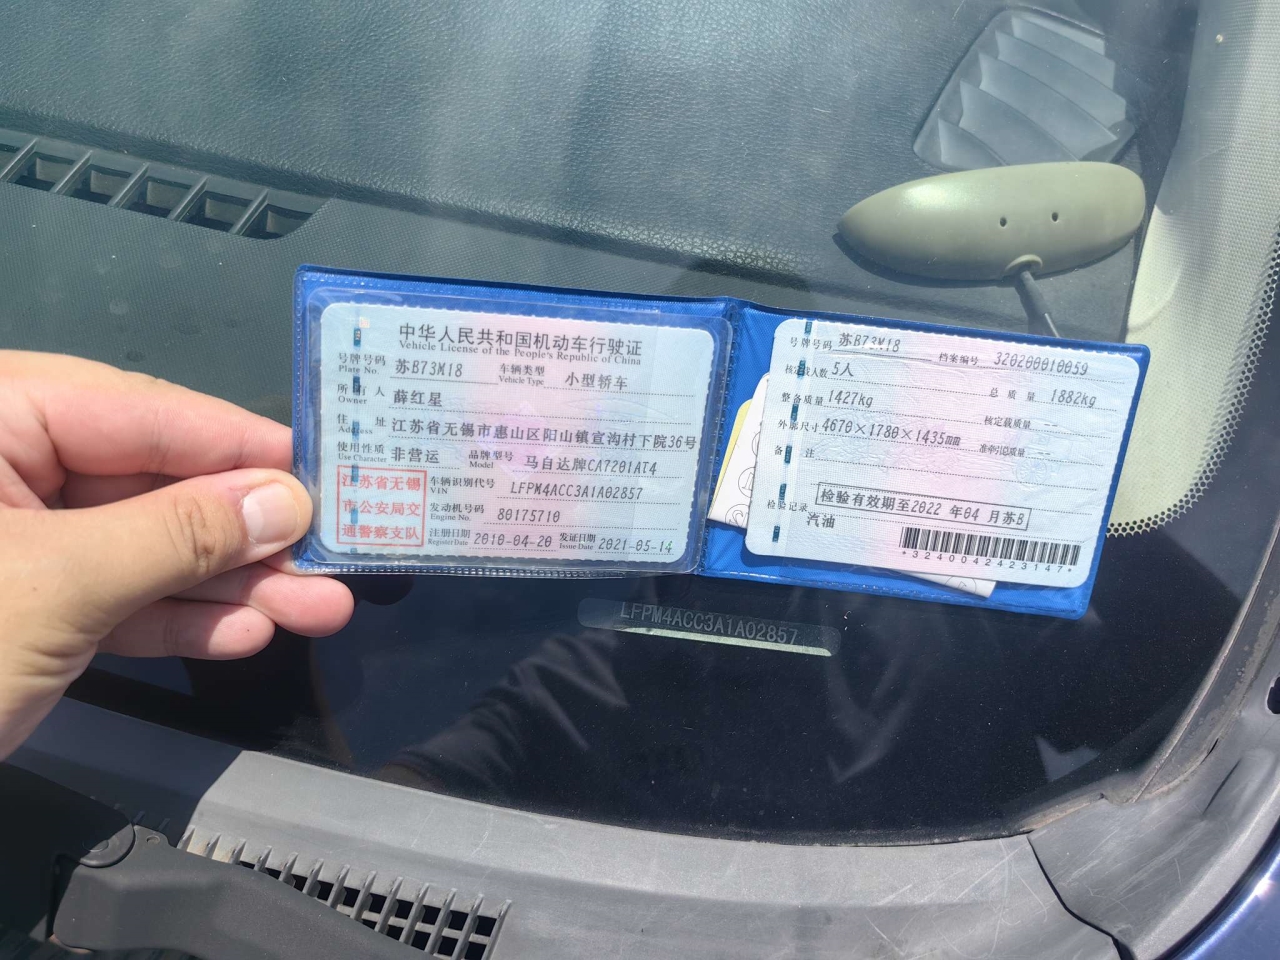 中华人民共和国机动车行驶证
Vehicle License of the People's Republic of China
号牌号码 苏B73M18 车辆类型 小型轿车
Plate No. Vehicle Type
所有人 薛红星
Owner
住址 江苏省无锡市惠山区阳山镇宣沟村下院36号
Address
使用性质 非营运 品牌型号 马自达牌CA7201AT4
Use Character Model
江苏省无锡
市公安局交
通警察支队
车辆识别代号 LFPM4ACC3A1A02857
VIN
发动机号码 80175710
Engine No.
注册日期 2010-04-20 发证日期 2021-05-14
Register Date Issue Date
号牌号码 苏B73M18 档案编号 320200010059
核定载人数 5人 总质量 1882kg
整备质量 1427kg 核定载质量 --
外廓尺寸 4670×1780×1435mm 准牵引总质量 --
备注
检验有效期至2022年04月苏B
检验记录 汽油
*3240042423147*
LFPM4ACC3A1A02857